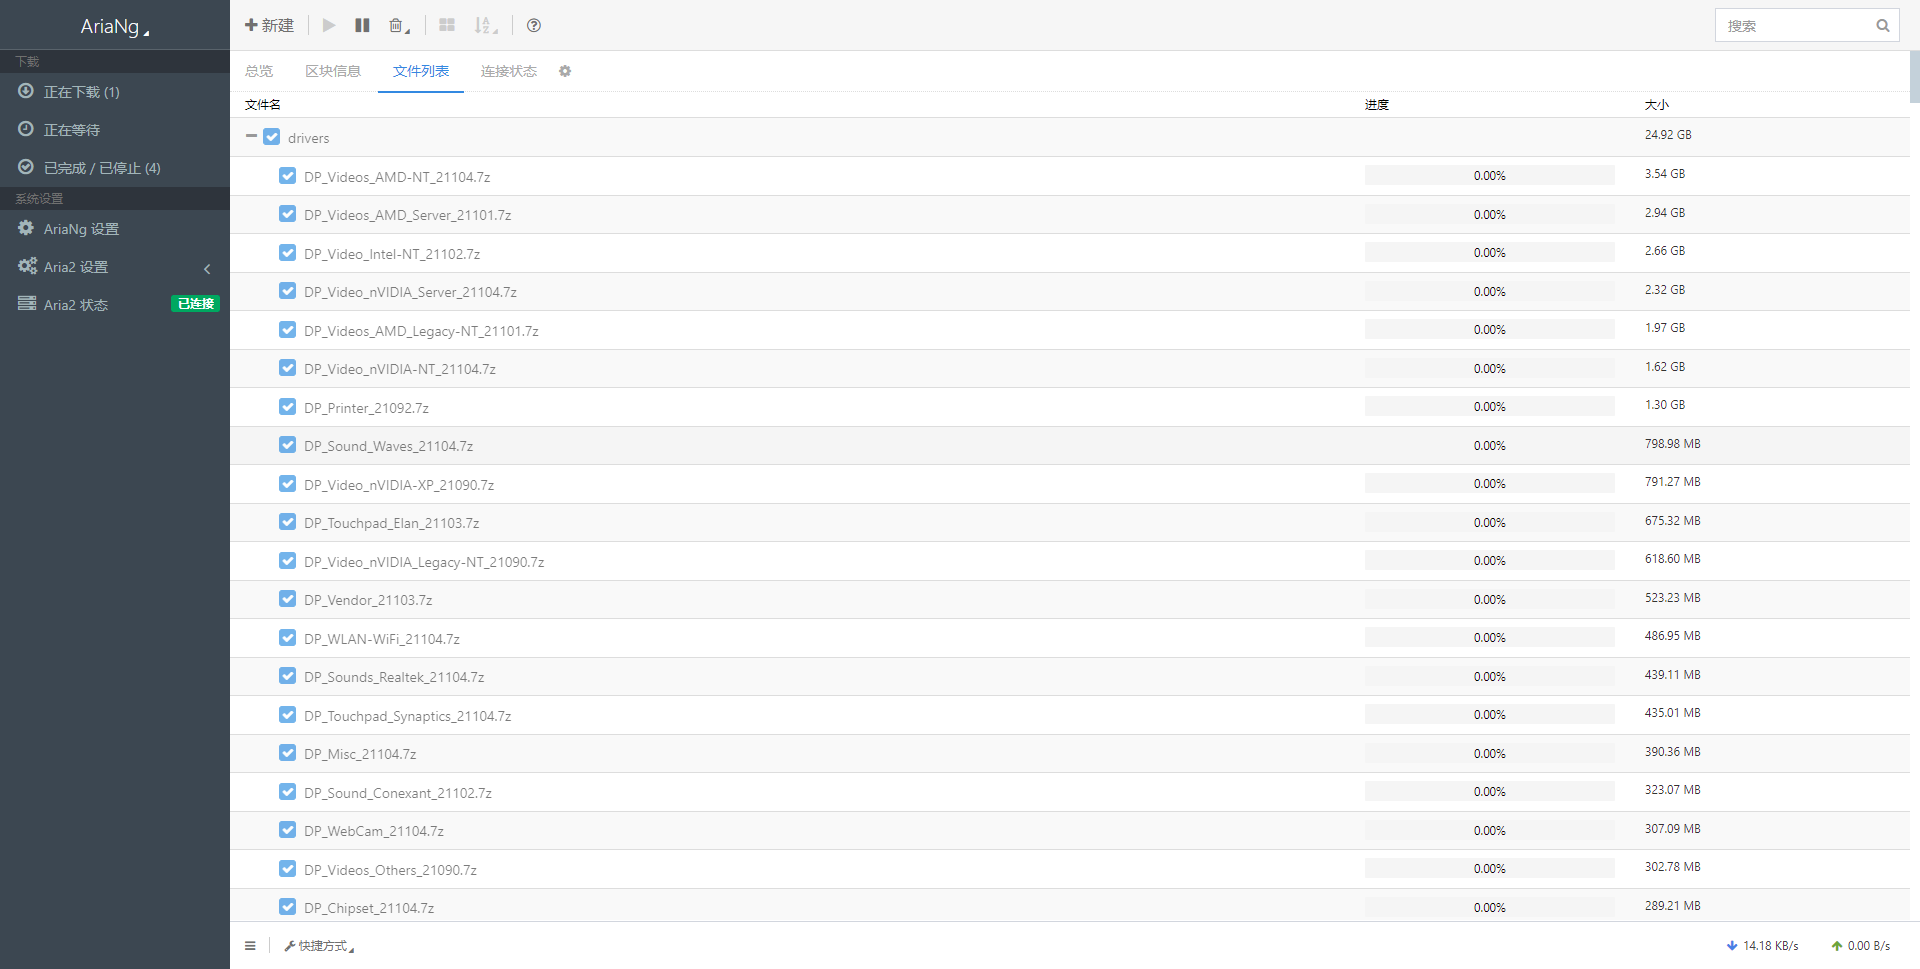 AriaNg
下载
正在下载 (1)
正在等待
已完成 / 已停止 (4)
系统设置
AriaNg 设置
Aria2 设置
Aria2 状态 已连接
新建
搜索
总览 区块信息 文件列表 连接状态
文件名 进度 大小
drivers 24.92 GB
DP_Videos_AMD-NT_21104.7z 0.00% 3.54 GB
DP_Videos_AMD_Server_21101.7z 0.00% 2.94 GB
DP_Video_Intel-NT_21102.7z 0.00% 2.66 GB
DP_Video_nVIDIA_Server_21104.7z 0.00% 2.32 GB
DP_Videos_AMD_Legacy-NT_21101.7z 0.00% 1.97 GB
DP_Video_nVIDIA-NT_21104.7z 0.00% 1.62 GB
DP_Printer_21092.7z 0.00% 1.30 GB
DP_Sound_Waves_21104.7z 0.00% 798.98 MB
DP_Video_nVIDIA-XP_21090.7z 0.00% 791.27 MB
DP_Touchpad_Elan_21103.7z 0.00% 675.32 MB
DP_Video_nVIDIA_Legacy-NT_21090.7z 0.00% 618.60 MB
DP_Vendor_21103.7z 0.00% 523.23 MB
DP_WLAN-WiFi_21104.7z 0.00% 486.95 MB
DP_Sounds_Realtek_21104.7z 0.00% 439.11 MB
DP_Touchpad_Synaptics_21104.7z 0.00% 435.01 MB
DP_Misc_21104.7z 0.00% 390.36 MB
DP_Sound_Conexant_21102.7z 0.00% 323.07 MB
DP_WebCam_21104.7z 0.00% 307.09 MB
DP_Videos_Others_21090.7z 0.00% 302.78 MB
DP_Chipset_21104.7z 0.00% 289.21 MB
快捷方式 14.18 KB/s 0.00 B/s